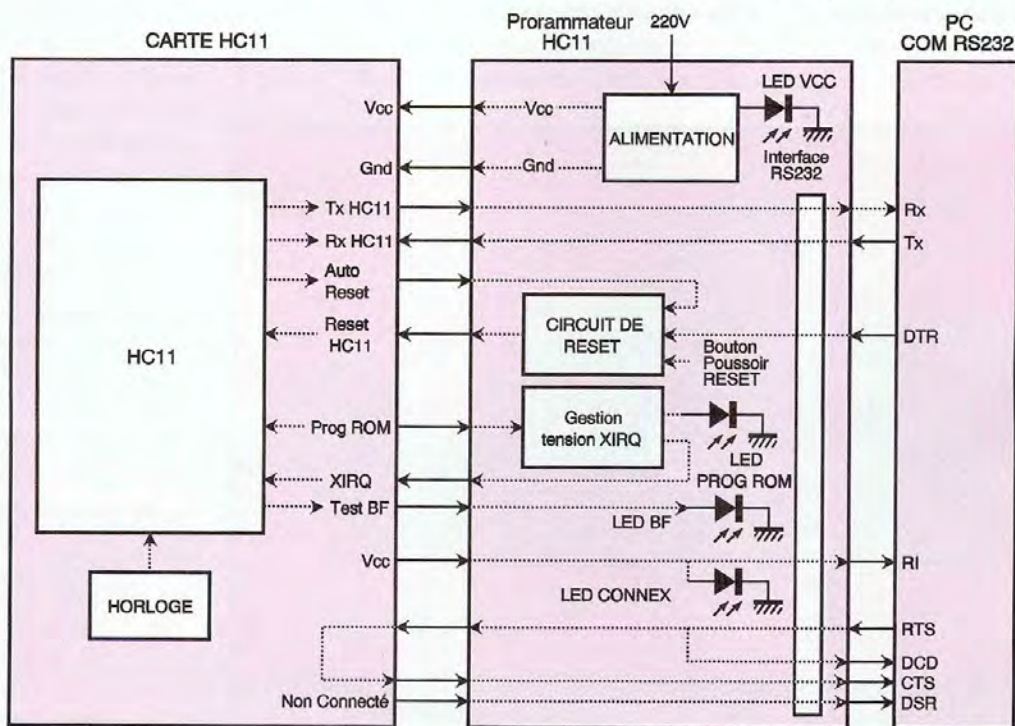 CARTE HC11
Prorammateur
HC11
220V
PC
COM RS232
LED VCC
Vcc
Vcc
ALIMENTATION
Interface
RS232
Gnd
Gnd
Tx HC11
Rx
Rx HC11
Tx
Auto
Reset
Reset
HC11
CIRCUIT DE
RESET
DTR
Bouton
Poussoir
RESET
HC11
Prog ROM
Gestion
tension XIRQ
LED
PROG ROM
XIRQ
Test BF
LED BF
Vcc
RI
LED CONNEX
HORLOGE
RTS
DCD
CTS
Non Connecté
DSR